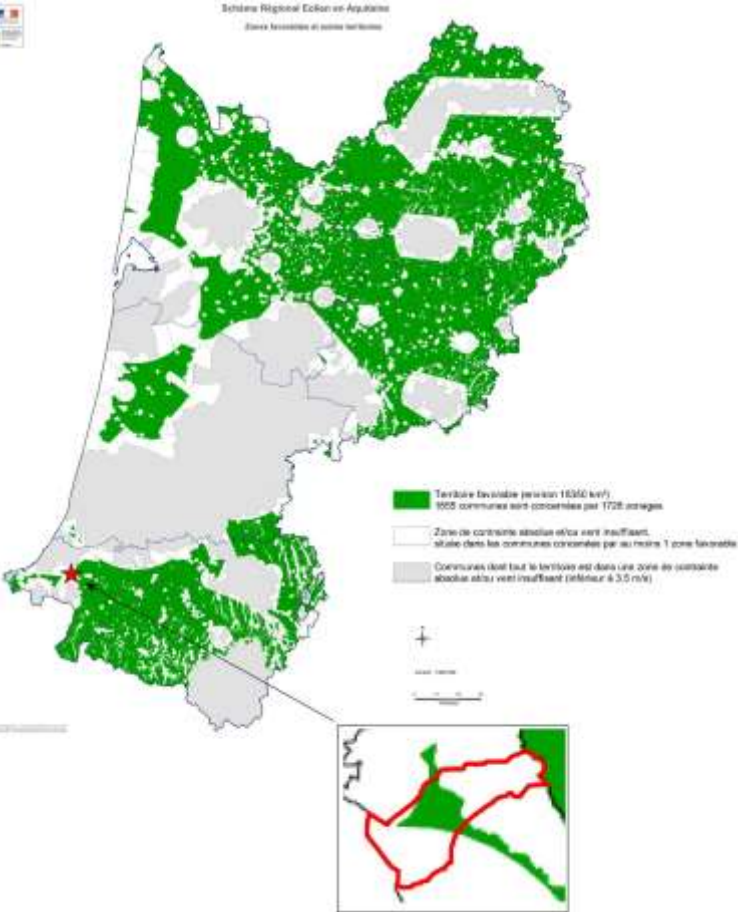 Schéma Régional Eolien en Aquitaine
Zones favorables et autres territoires
Territoire favorable (environ 16350 km²)
1655 communes sont concernées par 1728 zonages
Zone de contrainte absolue et/ou vent insuffisant,
située dans les communes concernées par au moins 1 zone favorable
Communes dont tout le territoire est dans une zone de contrainte
absolue et/ou vent insuffisant (inférieur à 3.5 m/s)